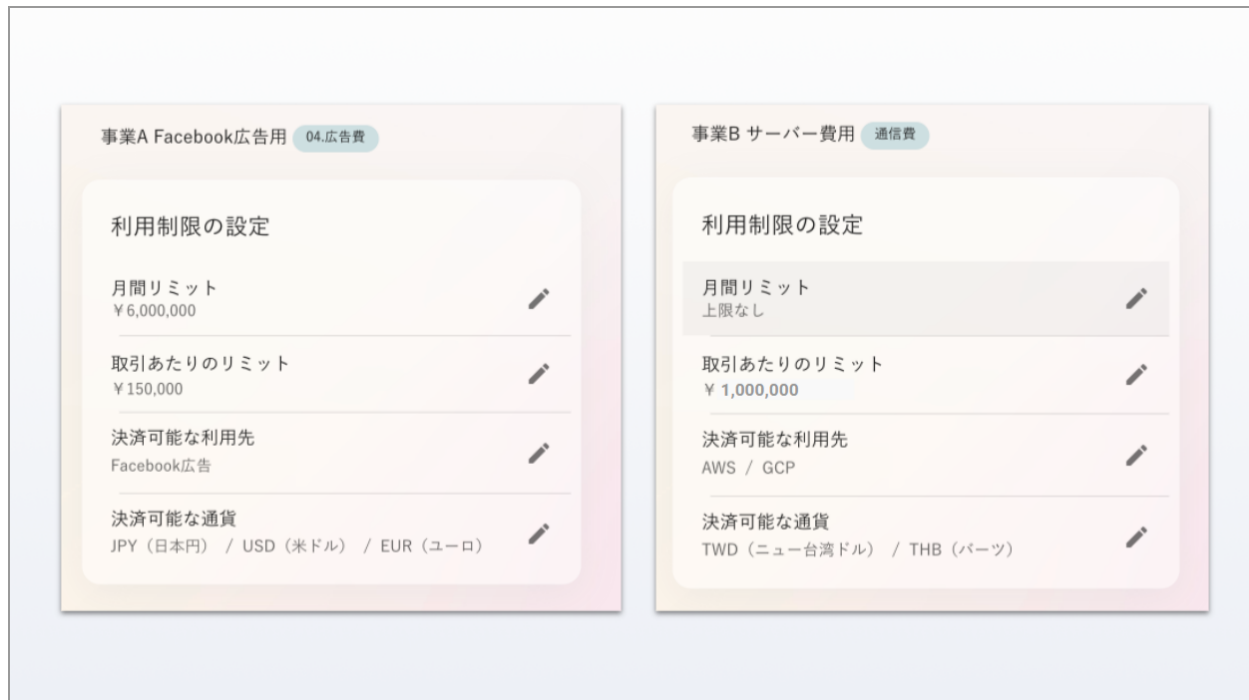 事業A Facebook広告用 04.広告費
利用制限の設定
月間リミット
￥6,000,000
取引あたりのリミット
￥150,000
決済可能な利用先
Facebook広告
決済可能な通貨
JPY（日本円） / USD（米ドル） / EUR（ユーロ）
事業B サーバー費用 通信費
利用制限の設定
月間リミット
上限なし
取引あたりのリミット
￥ 1,000,000
決済可能な利用先
AWS / GCP
決済可能な通貨
TWD（ニュー台湾ドル） / THB（バーツ）